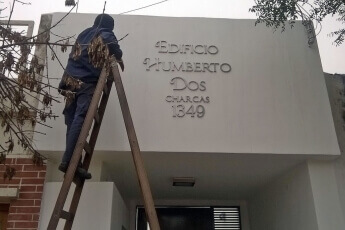 Edificio
Humberto
Dos
Charcas
1349